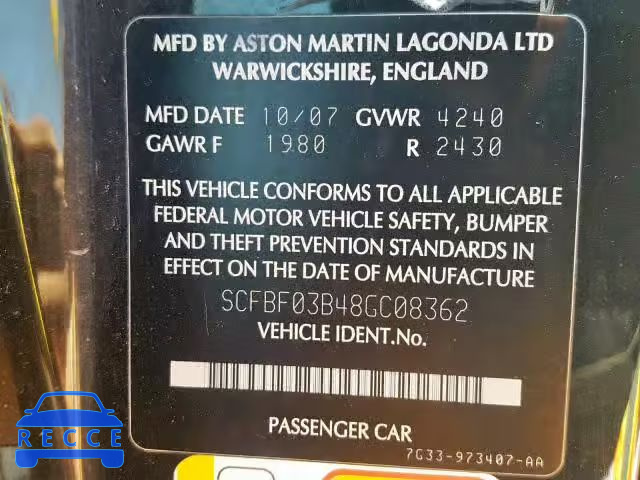 MFD BY ASTON MARTIN LAGONDA LTD
WARWICKSHIRE, ENGLAND
MFD DATE 10/07 GVWR 4240
GAWR F 1980 R 2430
THIS VEHICLE CONFORMS TO ALL APPLICABLE
FEDERAL MOTOR VEHICLE SAFETY, BUMPER
AND THEFT PREVENTION STANDARDS IN
EFFECT ON THE DATE OF MANUFACTURE
SCFBF03B48GC08362
VEHICLE IDENT.No.
PASSENGER CAR
7G33-973407-AA
RECCE